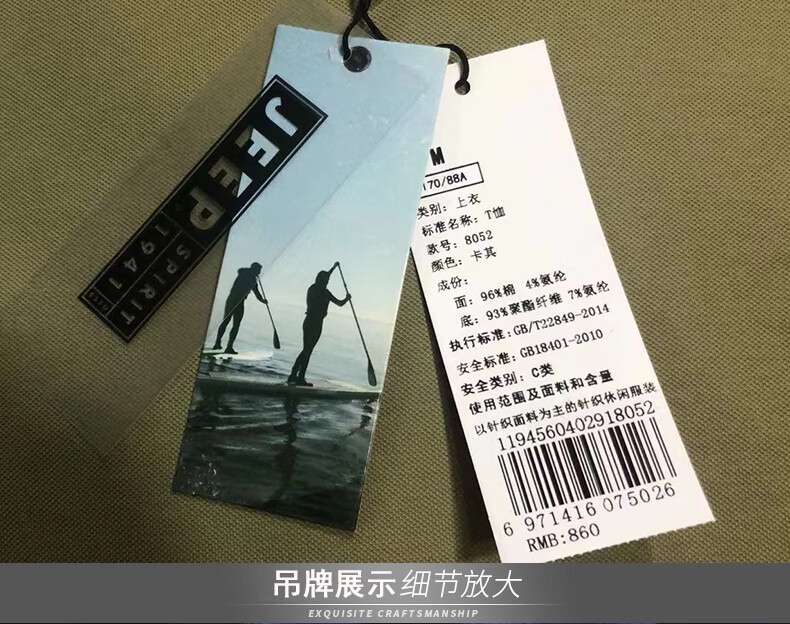 JEEP
SPIRIT
1941
M
170/88A
类别: 上衣
标准名称: T恤
款号: 8052
颜色: 卡其
成份:
面: 96%棉 4%氨纶
底: 93%聚酯纤维 7%氨纶
执行标准:GB/T22849-2014
安全标准:GB18401-2010
安全类别: C类
使用范围及面料和含量
以针织面料为主的针织休闲服装
1194560402918052
6 971416 075026
RMB:860
吊牌展示 细节放大
EXQUISITE CRAFTSMANSHIP